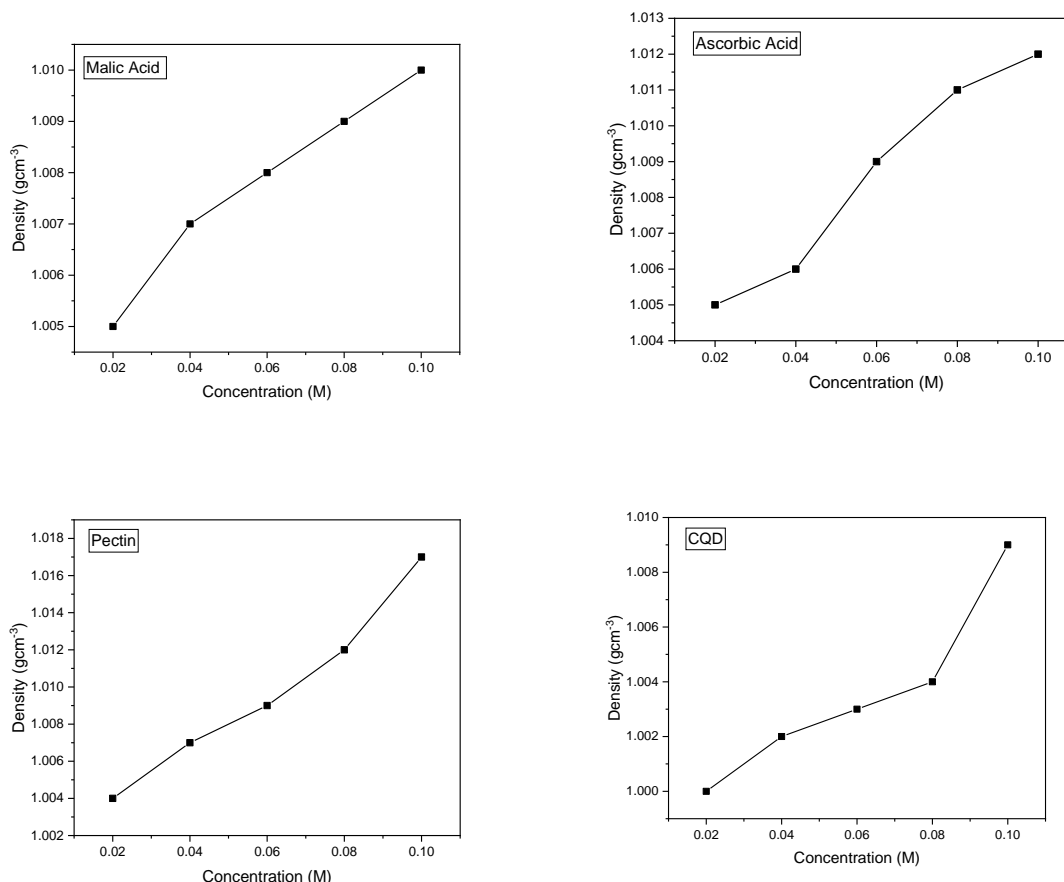 Malic Acid
1.010
1.009
1.008
1.007
1.006
1.005
Density (gcm-3)
0.02 0.04 0.06 0.08 0.10
Concentration (M)
Ascorbic Acid
1.013
1.012
1.011
1.010
1.009
1.008
1.007
1.006
1.005
1.004
Density (gcm-3)
0.02 0.04 0.06 0.08 0.10
Concentration (M)
Pectin
1.018
1.016
1.014
1.012
1.010
1.008
1.006
1.004
1.002
Density (gcm-3)
0.02 0.04 0.06 0.08 0.10
Concentration (M)
CQD
1.010
1.008
1.006
1.004
1.002
1.000
Density (gcm-3)
0.02 0.04 0.06 0.08 0.10
Concentration (M)